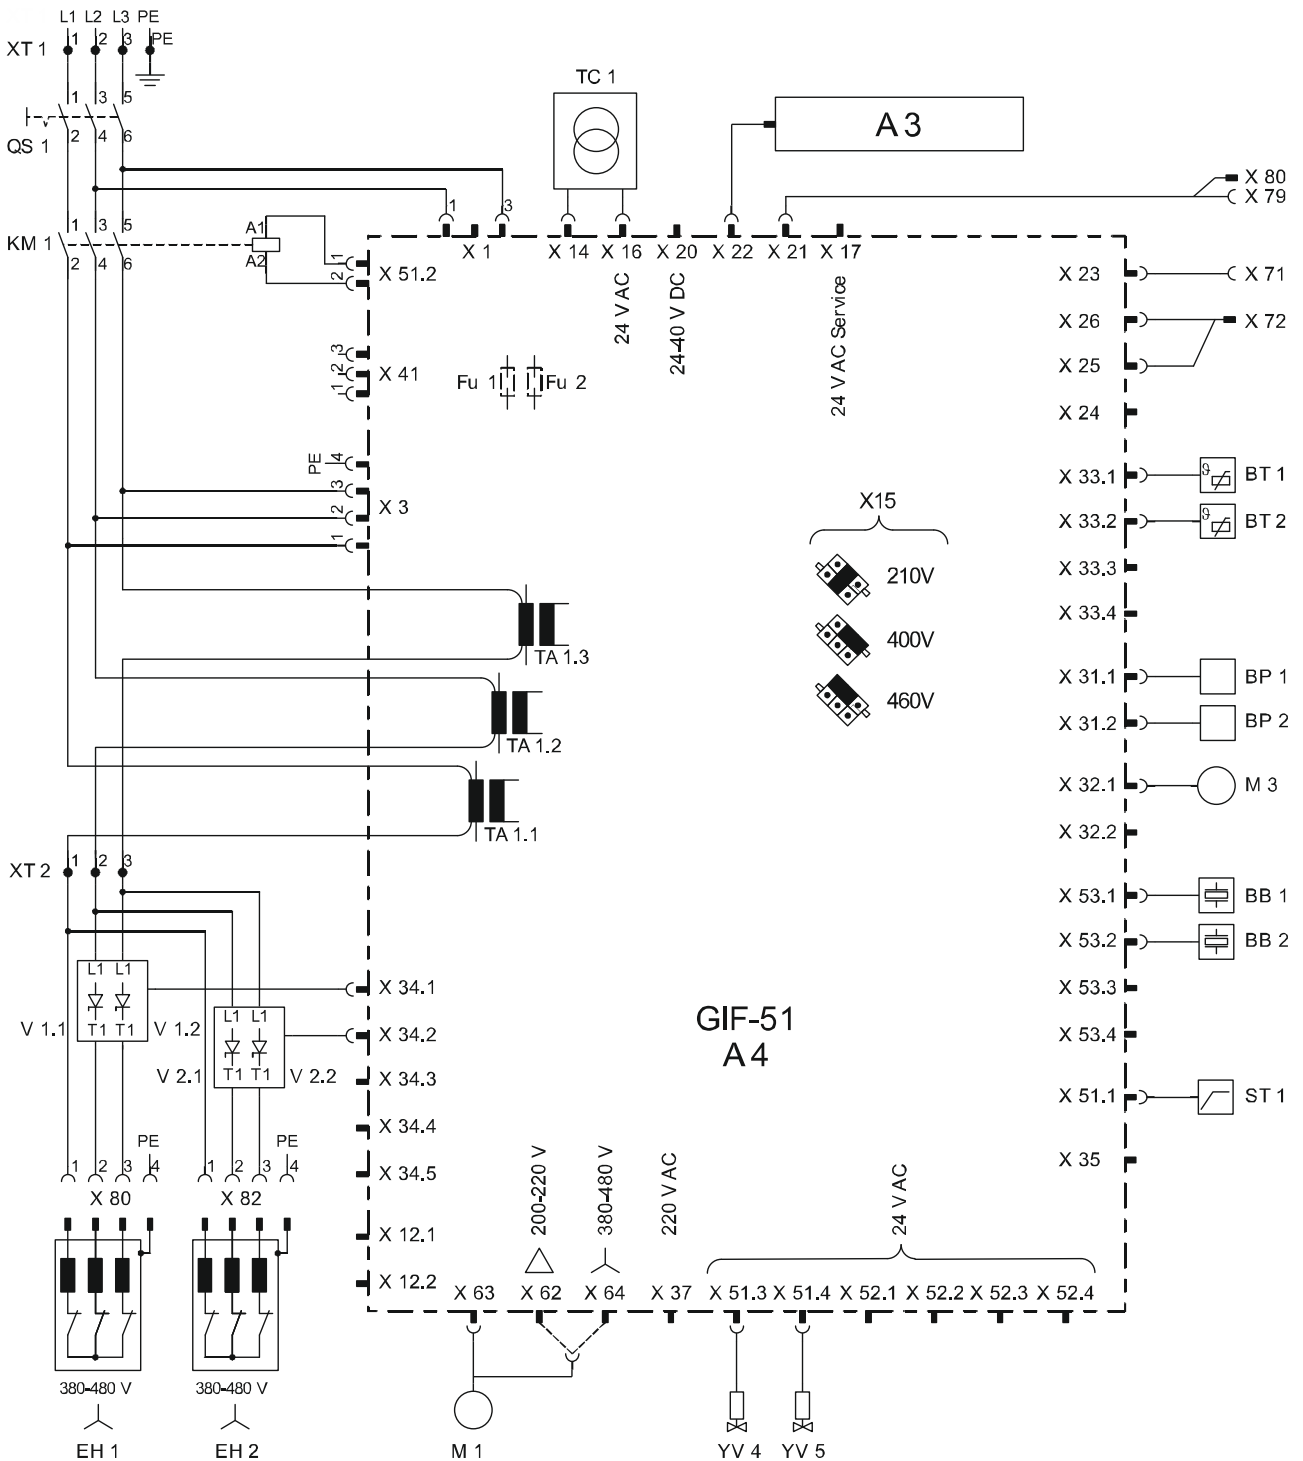 L1 L2 L3 PE
XT 1
1 2 3 PE
1 3 5
QS 1
2 4 6
TC 1
A 3
X 80
X 79
1 3
KM 1
1 3 5
2 4 6
A1
A2
1
2
X 51.2
X 1
X 14
X 16
X 20
X 22
X 21
X 17
24 V AC
24-40 V DC
24 V AC Service
X 23
X 71
X 26
X 72
X 25
X 24
3
2
1
X 41
Fu 1
Fu 2
PE
4
3
2
1
X 3
X15
210V
400V
460V
X 33.1
BT 1
ϑ
X 33.2
BT 2
ϑ
X 33.3
X 33.4
TA 1.3
TA 1.2
TA 1.1
X 31.1
BP 1
X 31.2
BP 2
X 32.1
M 3
X 32.2
XT 2
1 2 3
X 53.1
BB 1
X 53.2
BB 2
X 53.3
X 53.4
L1 L1
T1 T1
V 1.1
V 1.2
L1 L1
T1 T1
V 2.1
V 2.2
X 34.1
X 34.2
X 34.3
X 34.4
X 34.5
X 12.1
X 12.2
GIF-51
A 4
X 51.1
ST 1
X 35
PE
1 2 3 4
X 80
PE
1 2 3 4
X 82
200-220 V
380-480 V
220 V AC
24 V AC
X 63
X 62
X 64
X 37
X 51.3
X 51.4
X 52.1
X 52.2
X 52.3
X 52.4
380-480 V
EH 1
380-480 V
EH 2
M 1
YV 4
YV 5